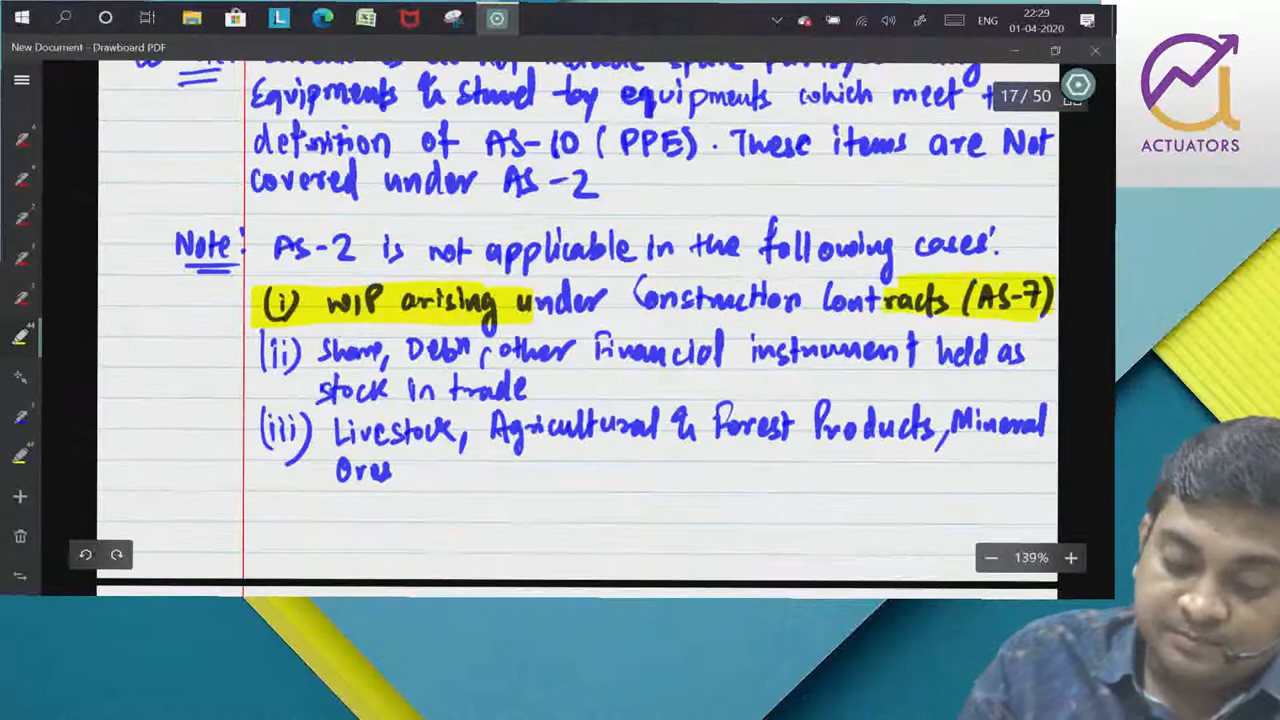 22:29
ENG
01-04-2020
New Document - Drawboard PDF
17 / 50
Equipments & stand by equipments which meet
definition of AS-10 (PPE). These items are Not
covered under AS-2
Note: AS-2 is not applicable in the following cases:
(i) WIP arising under Construction Contracts (AS-7)
(ii) Share, Debn, other Financial instrument held as
stock in trade
(iii) Livestock, Agricultural & Forest Products, Mineral
Ores
139%
ACTUATORS